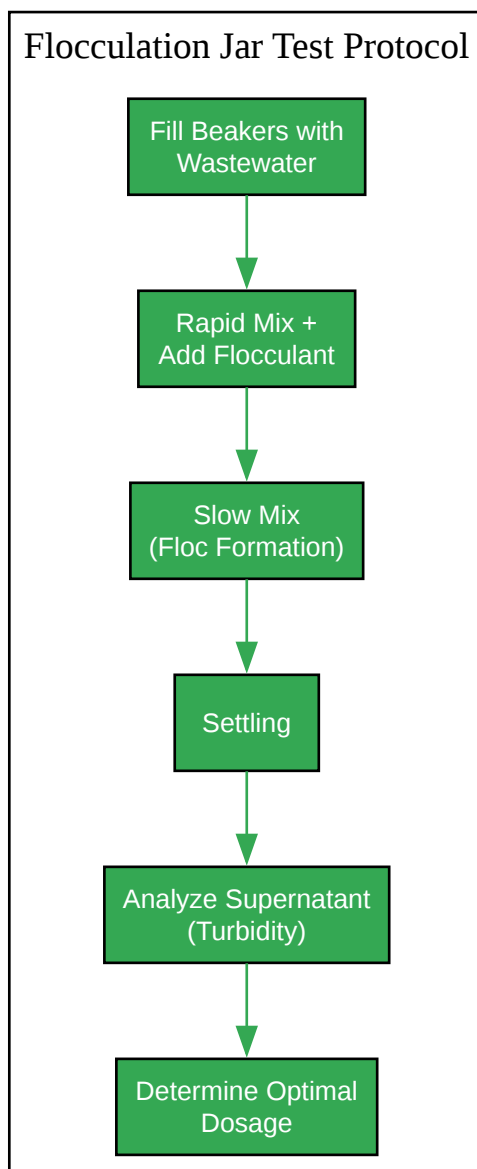 Flocculation Jar Test Protocol
Fill Beakers with
Wastewater
Rapid Mix +
Add Flocculant
Slow Mix
(Floc Formation)
Settling
Analyze Supernatant
(Turbidity)
Determine Optimal
Dosage